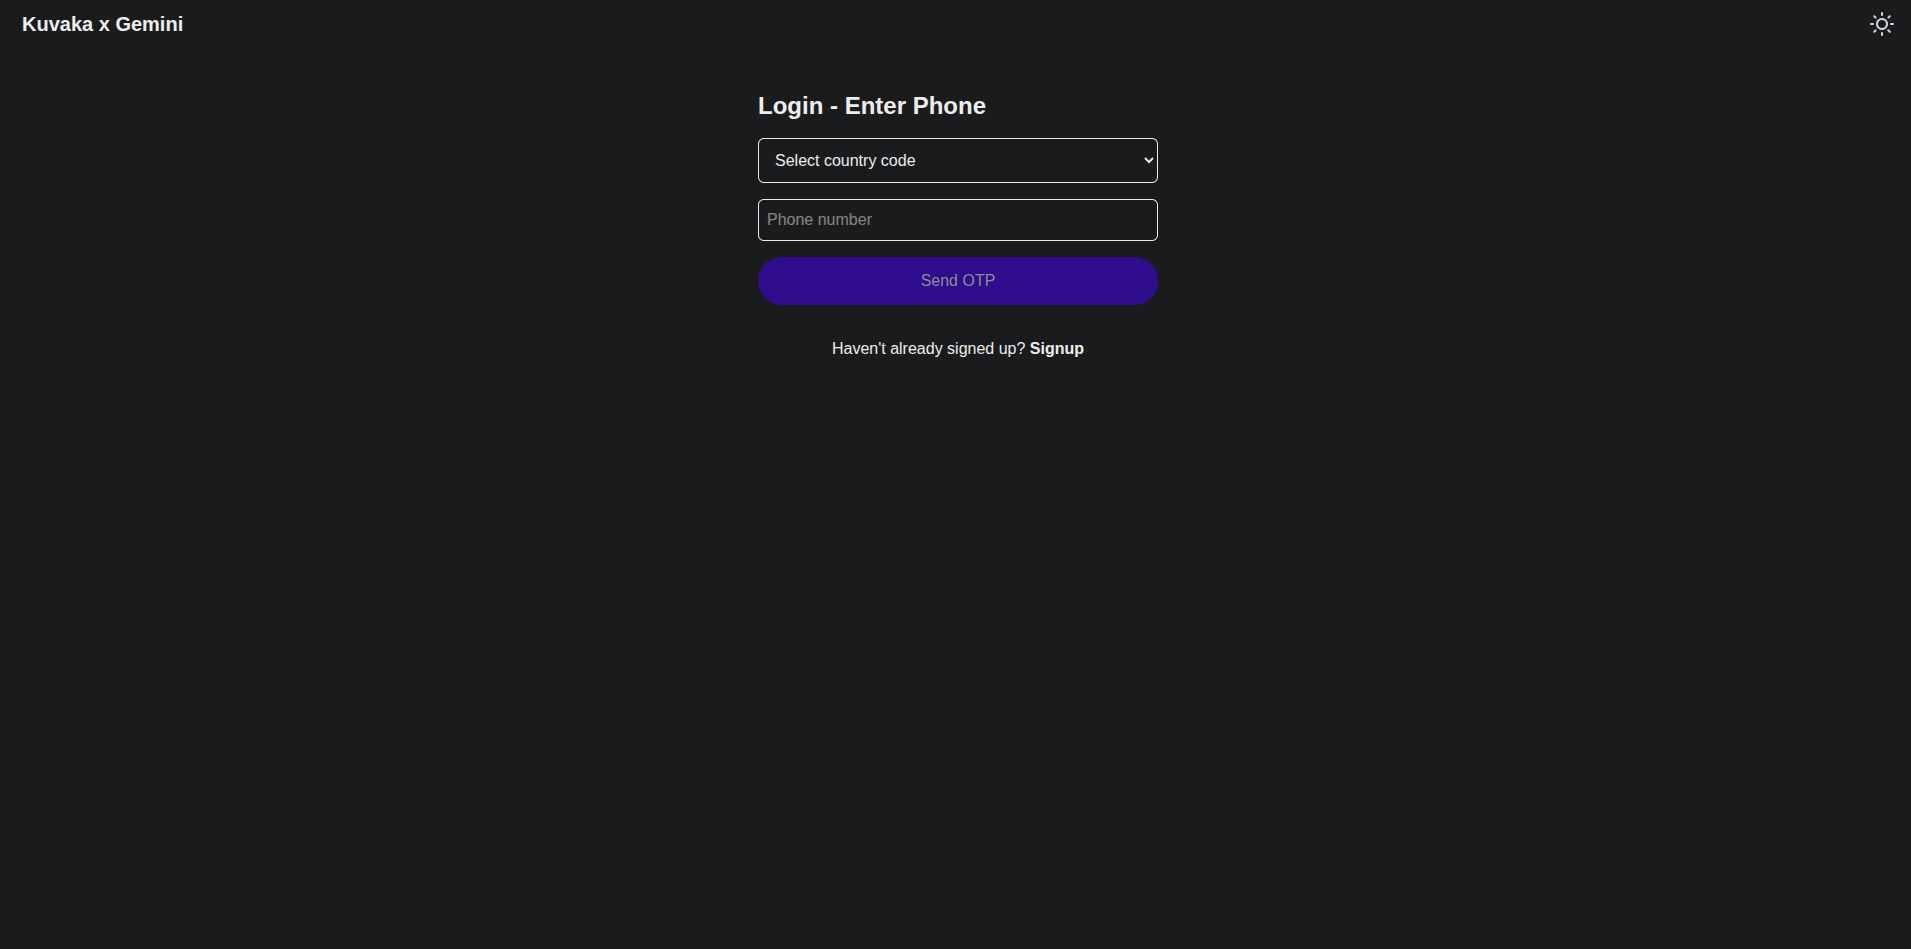 Kuvaka x Gemini
Login - Enter Phone
Select country code
Phone number
Send OTP
Haven't already signed up? Signup